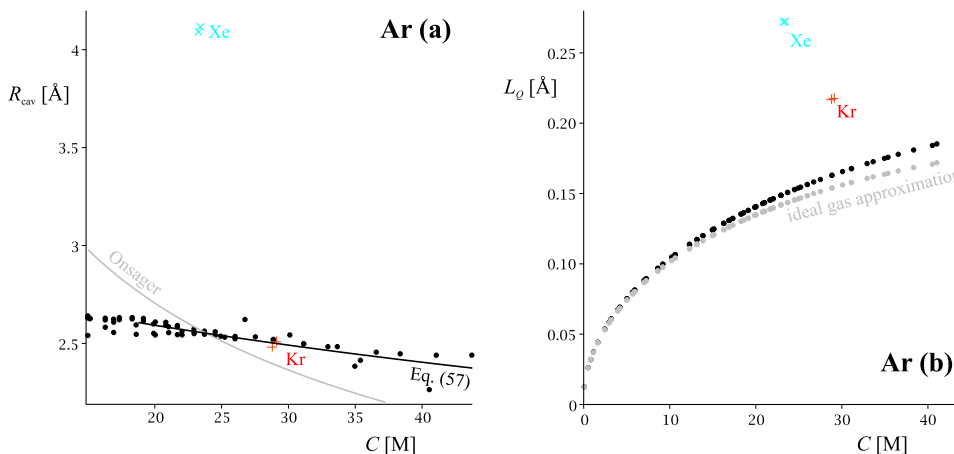 Ar (a)
Xe
4
R_cav [Å]
3.5
3
Onsager
2.5
Kr
Eq. (57)
20
25
30
35
40
C [M]
0.25
Xe
L_Q [Å]
0.20
Kr
0.15
ideal gas approximation
0.10
0.05
Ar (b)
0
0
10
20
30
40
C [M]